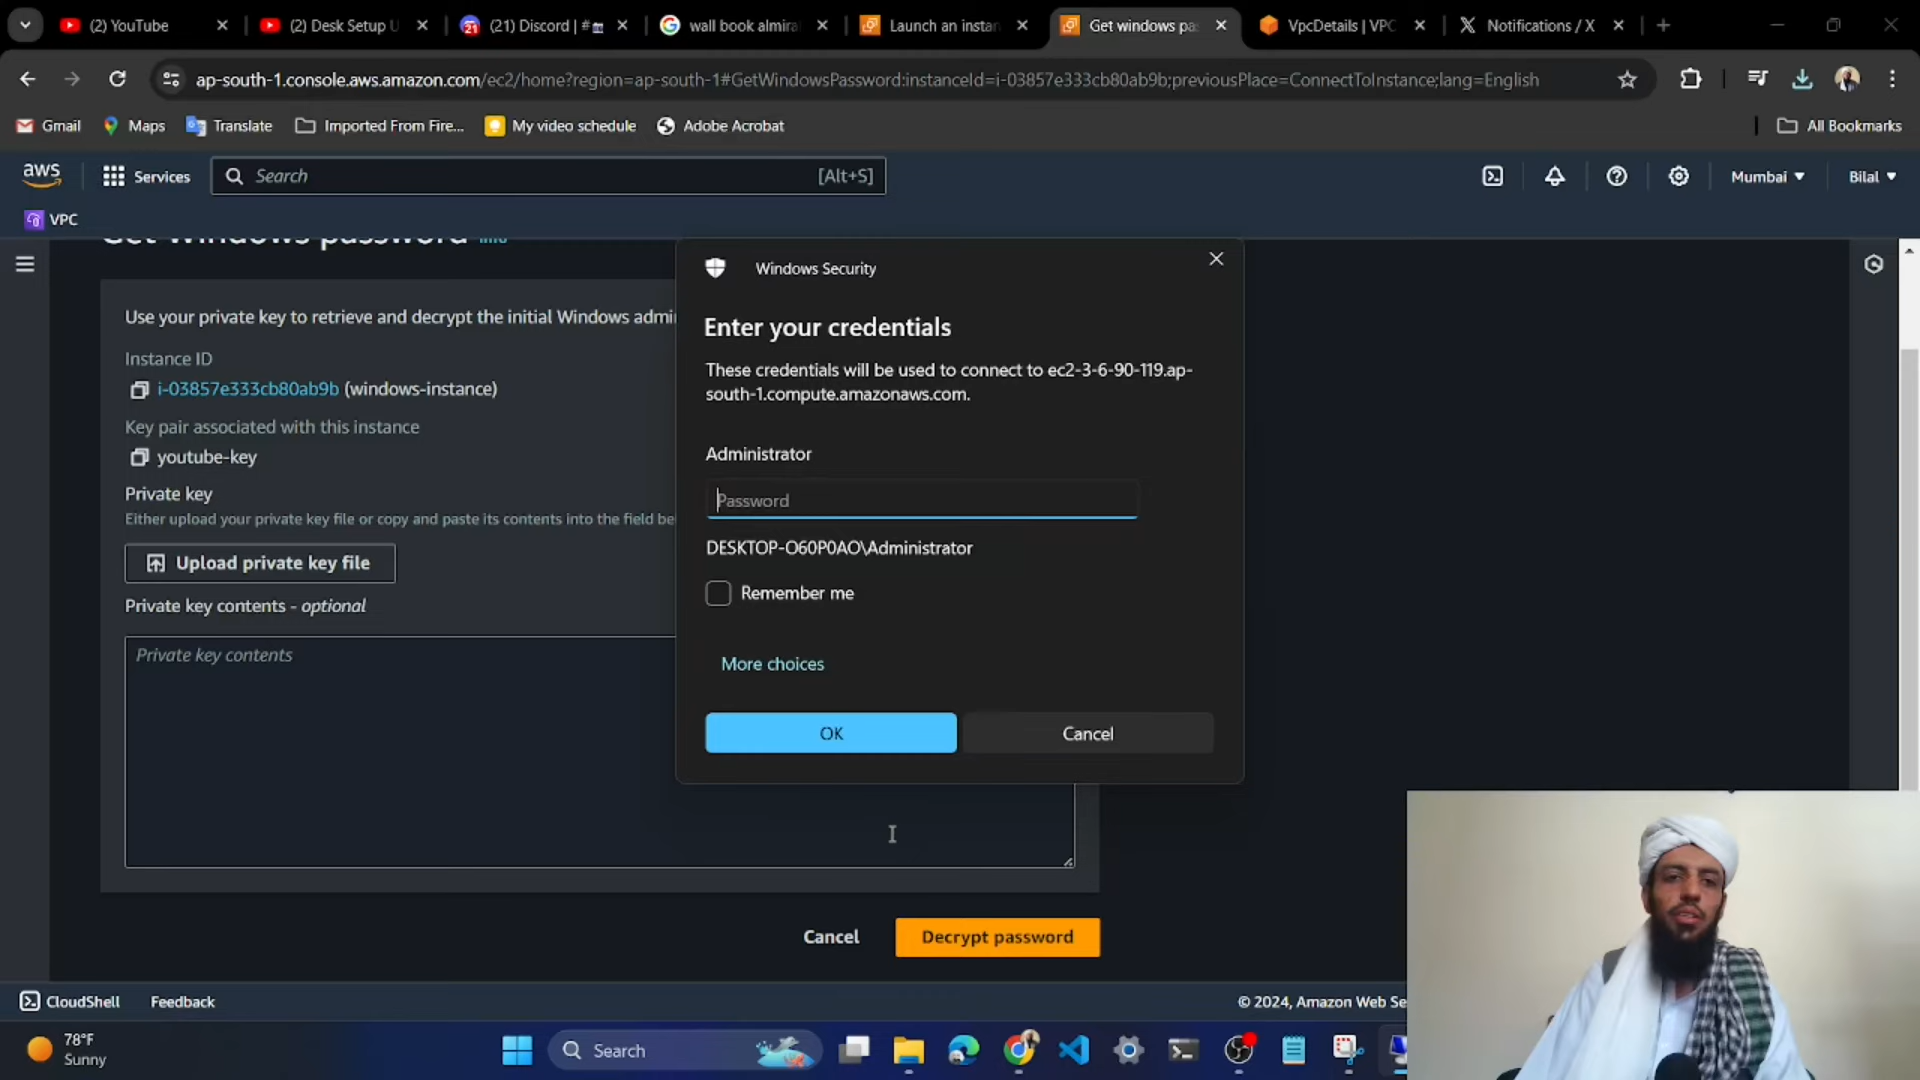 (2) YouTube
(2) Desk Setup U
(21) Discord | #
wall book almira
Launch an instan
Get windows pa
VpcDetails | VPC
Notifications / X
ap-south-1.console.aws.amazon.com/ec2/home?region=ap-south-1#GetWindowsPassword:instanceId=i-03857e333cb80ab9b;previousPlace=ConnectToInstance;lang=English
Gmail
Maps
Translate
Imported From Fire...
My video schedule
Adobe Acrobat
All Bookmarks
aws
Services
Search
[Alt+S]
Mumbai
Bilal
VPC
Get windows password Info
Use your private key to retrieve and decrypt the initial Windows admi
Instance ID
i-03857e333cb80ab9b (windows-instance)
Key pair associated with this instance
youtube-key
Private key
Either upload your private key file or copy and paste its contents into the field be
Upload private key file
Private key contents - optional
Private key contents
Cancel
Decrypt password
Windows Security
Enter your credentials
These credentials will be used to connect to ec2-3-6-90-119.ap-
south-1.compute.amazonaws.com.
Administrator
Password
DESKTOP-O60P0AO\Administrator
Remember me
More choices
OK
Cancel
CloudShell
Feedback
© 2024, Amazon Web Se
78°F
Sunny
Search